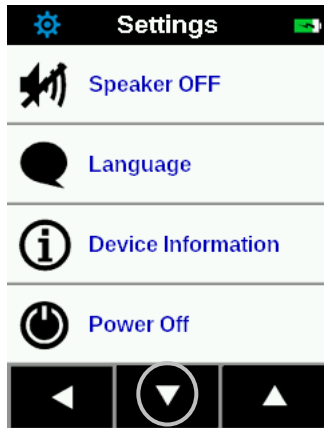 Settings
Speaker OFF
Language
Device Information
Power Off